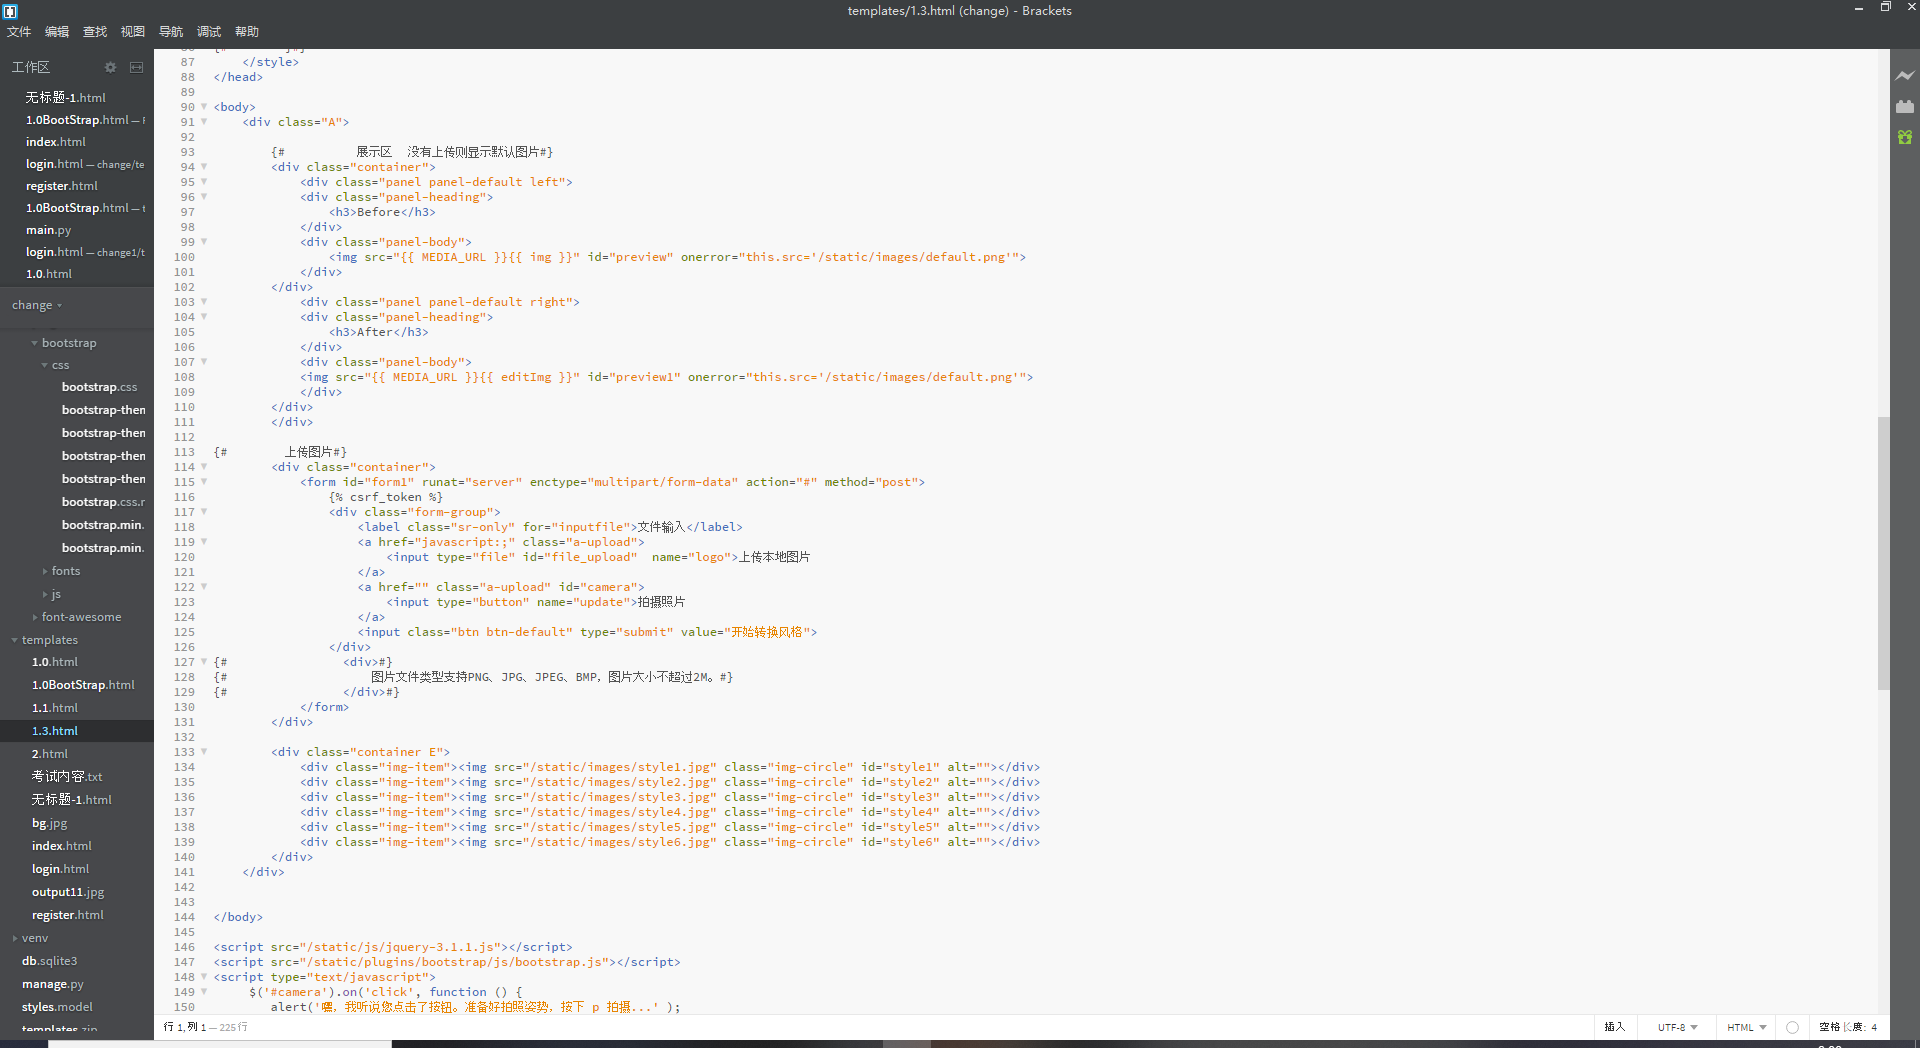 templates/1.3.html (change) - Brackets
文件 编辑 查找 视图 导航 调试 帮助
工作区
无标题-1.html
1.0BootStrap.html —
index.html
login.html — change/te
register.html
1.0BootStrap.html —
main.py
login.html — change1/t
1.0.html
change
bootstrap
css
bootstrap.css
bootstrap-then
bootstrap-then
bootstrap-then
bootstrap-then
bootstrap.css.r
bootstrap.min.
bootstrap.min.
fonts
js
font-awesome
templates
1.0.html
1.0BootStrap.html
1.1.html
1.3.html
2.html
考试内容.txt
无标题-1.html
bg.jpg
index.html
login.html
output11.jpg
register.html
venv
db.sqlite3
manage.py
styles.model
templates.zip
87 </style>
88 </head>
89
90 <body>
91 <div class="A">
92
93 {# 展示区 没有上传则显示默认图片#}
94 <div class="container">
95 <div class="panel panel-default left">
96 <div class="panel-heading">
97 <h3>Before</h3>
98 </div>
99 <div class="panel-body">
100 <img src="{{ MEDIA_URL }}{{ img }}" id="preview" onerror="this.src='/static/images/default.png'">
101 </div>
102 </div>
103 <div class="panel panel-default right">
104 <div class="panel-heading">
105 <h3>After</h3>
106 </div>
107 <div class="panel-body">
108 <img src="{{ MEDIA_URL }}{{ editImg }}" id="preview1" onerror="this.src='/static/images/default.png'">
109 </div>
110 </div>
111 </div>
112
113 {# 上传图片#}
114 <div class="container">
115 <form id="form1" runat="server" enctype="multipart/form-data" action="#" method="post">
116 {% csrf_token %}
117 <div class="form-group">
118 <label class="sr-only" for="inputfile">文件输入</label>
119 <a href="javascript:;" class="a-upload">
120 <input type="file" id="file_upload"  name="logo">上传本地图片
121 </a>
122 <a href="" class="a-upload" id="camera">
123 <input type="button" name="update">拍摄照片
124 </a>
125 <input class="btn btn-default" type="submit" value="开始转换风格">
126 </div>
127 {# <div>#}
128 {# 图片文件类型支持PNG、JPG、JPEG、BMP，图片大小不超过2M。#}
129 {# </div>#}
130 </form>
131 </div>
132
133 <div class="container E">
134 <div class="img-item"><img src="/static/images/style1.jpg" class="img-circle" id="style1" alt=""></div>
135 <div class="img-item"><img src="/static/images/style2.jpg" class="img-circle" id="style2" alt=""></div>
136 <div class="img-item"><img src="/static/images/style3.jpg" class="img-circle" id="style3" alt=""></div>
137 <div class="img-item"><img src="/static/images/style4.jpg" class="img-circle" id="style4" alt=""></div>
138 <div class="img-item"><img src="/static/images/style5.jpg" class="img-circle" id="style5" alt=""></div>
139 <div class="img-item"><img src="/static/images/style6.jpg" class="img-circle" id="style6" alt=""></div>
140 </div>
141 </div>
142
143
144 </body>
145
146 <script src="/static/js/jquery-3.1.1.js"></script>
147 <script src="/static/plugins/bootstrap/js/bootstrap.js"></script>
148 <script type="text/javascript">
149 $('#camera').on('click', function () {
150 alert('嘿，我听说您点击了按钮。准备好拍照姿势，按下 p 拍摄...' );
行 1, 列 1 — 225 行
插入 UTF-8 HTML 空格长度: 4